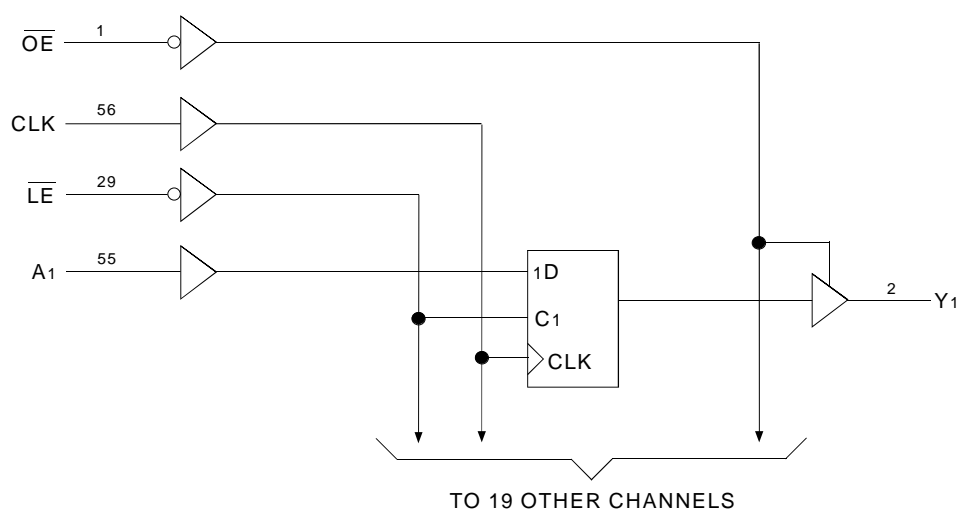 OE 1
CLK 56
LE 29
A1 55
1D
C1
CLK
2 Y1
TO 19 OTHER CHANNELS